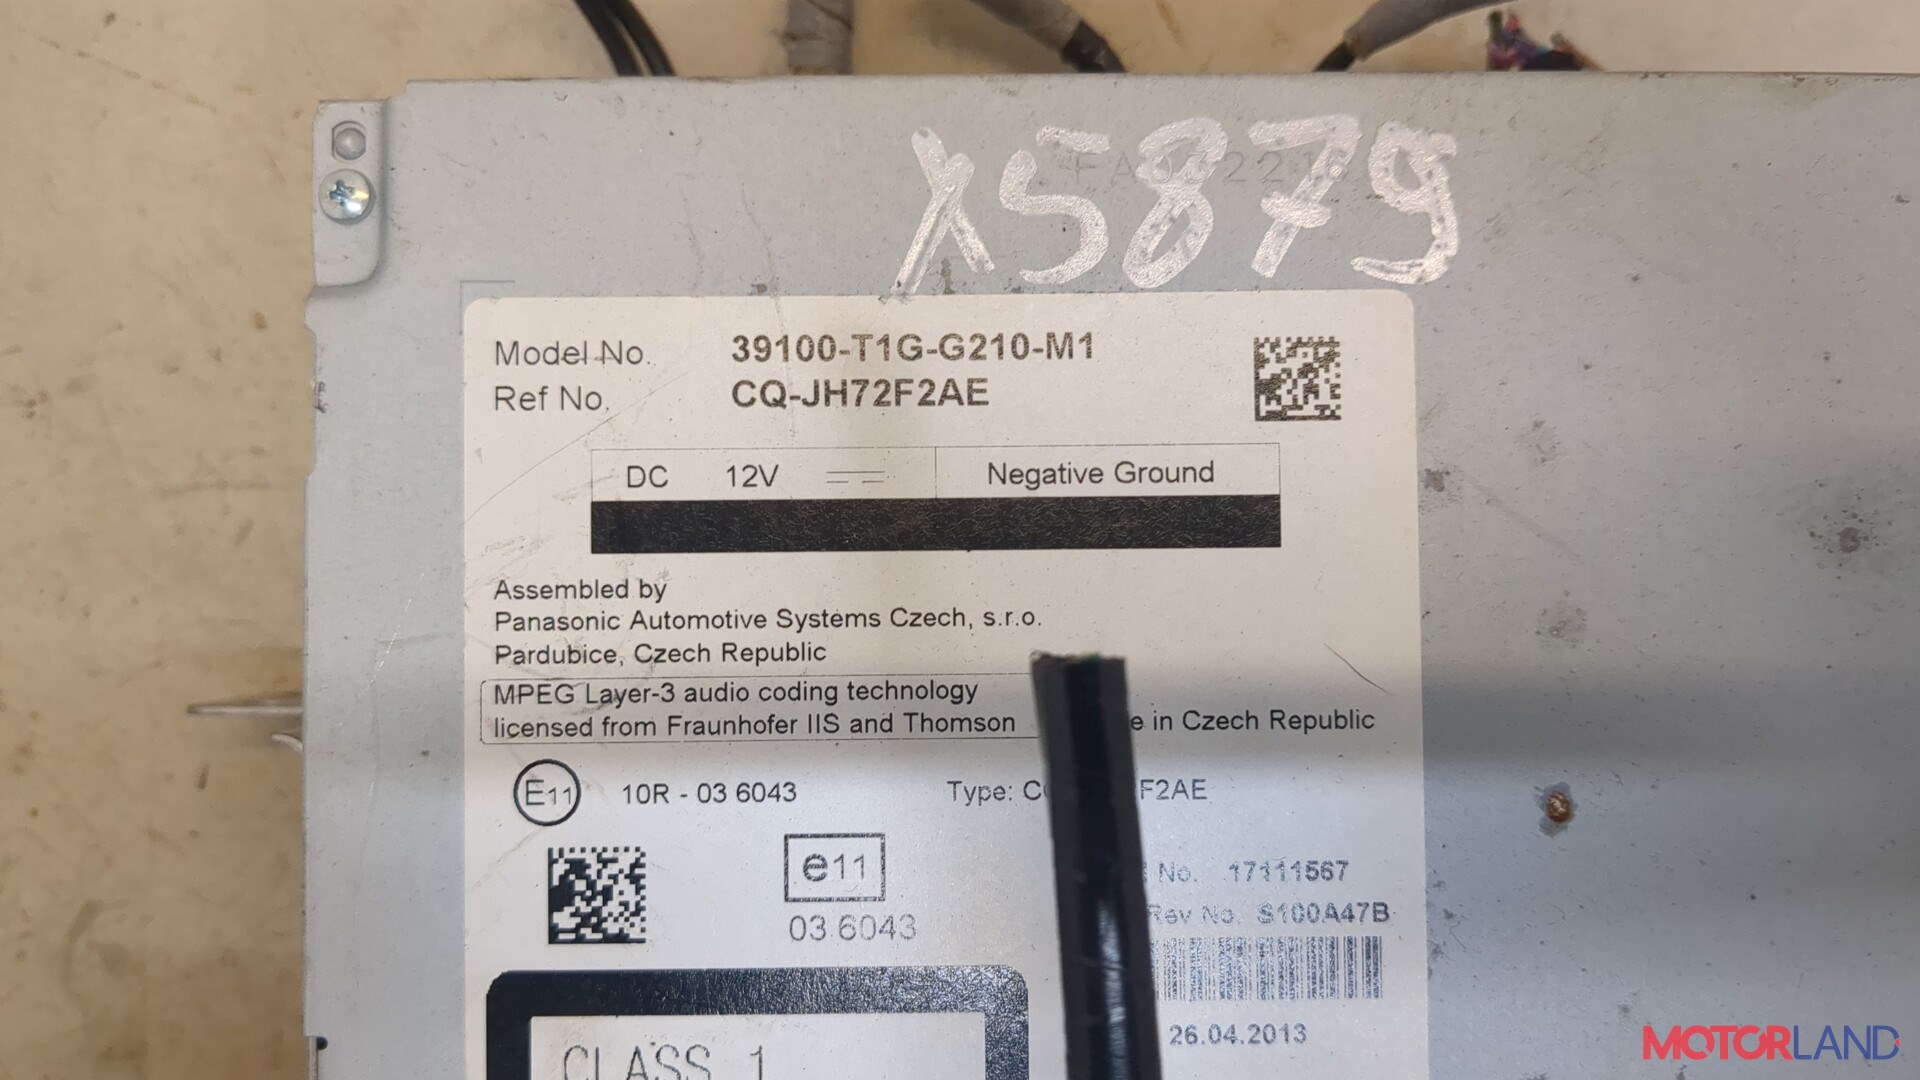 X5879
Model No. 39100-T1G-G210-M1
Ref No. CQ-JH72F2AE
DC 12V Negative Ground
Assembled by
Panasonic Automotive Systems Czech, s.r.o.
Pardubice, Czech Republic
MPEG Layer-3 audio coding technology
licensed from Fraunhofer IIS and Thomson
in Czech Republic
E11 10R - 03 6043 Type: F2AE
e11
03 6043
No. 17111567
Rev No. S100A47B
26.04.2013
CLASS 1
MOTORLAND